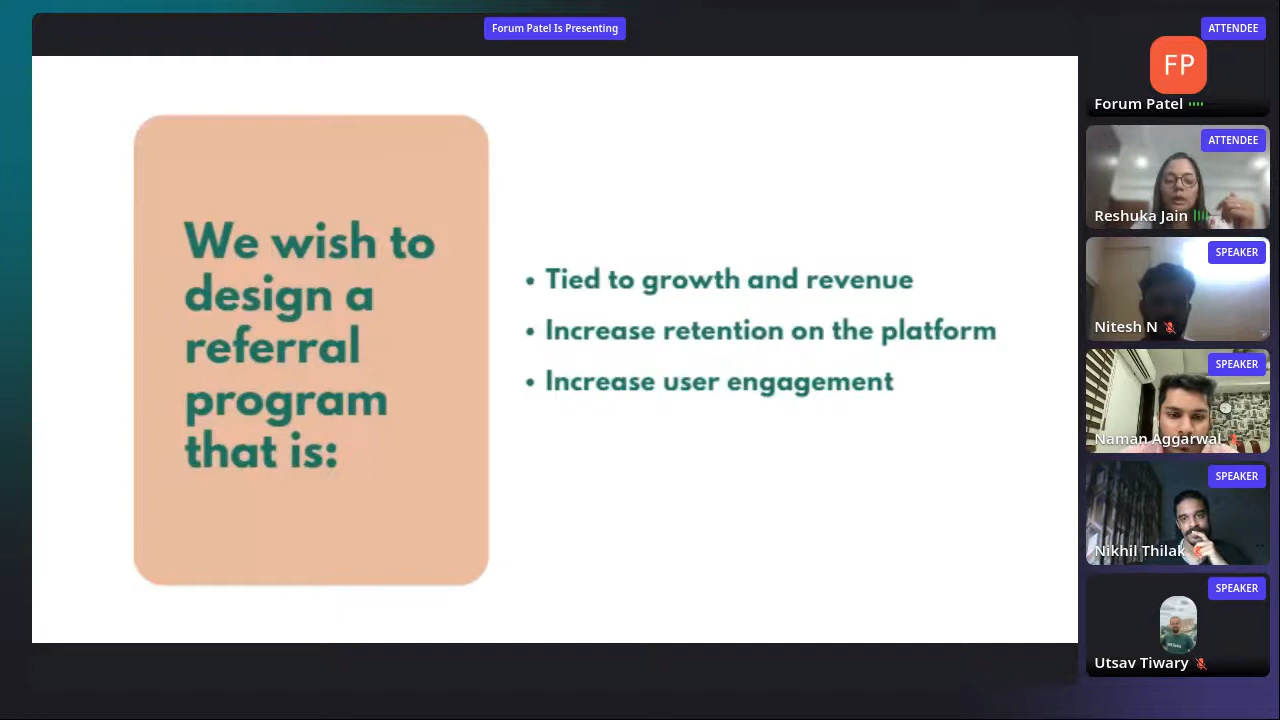 Forum Patel Is Presenting
We wish to
design a
referral
program
that is:
• Tied to growth and revenue
• Increase retention on the platform
• Increase user engagement
ATTENDEE
FP
Forum Patel
ATTENDEE
Reshuka Jain
SPEAKER
Nitesh N
SPEAKER
Naman Aggarwal
SPEAKER
Nikhil Thilak
SPEAKER
Utsav Tiwary